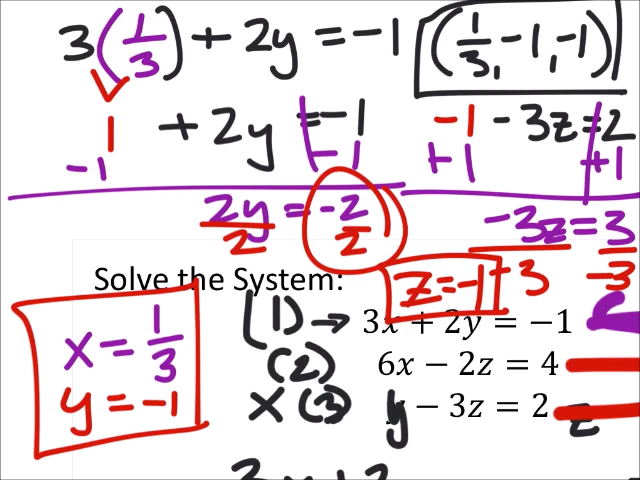 3(1/3) + 2y = -1 (1/3, -1, -1)
1 + 2y = -1 -1 - 3z = 2
-1 -1 +1 +1
2y = -2 -3z = 3
2 2 -3 -3
z = -1
Solve the System:
(1) → 3x + 2y = −1
x = 1/3 (2) 6x − 2z = 4
y = -1 x (3) y − 3z = 2 z